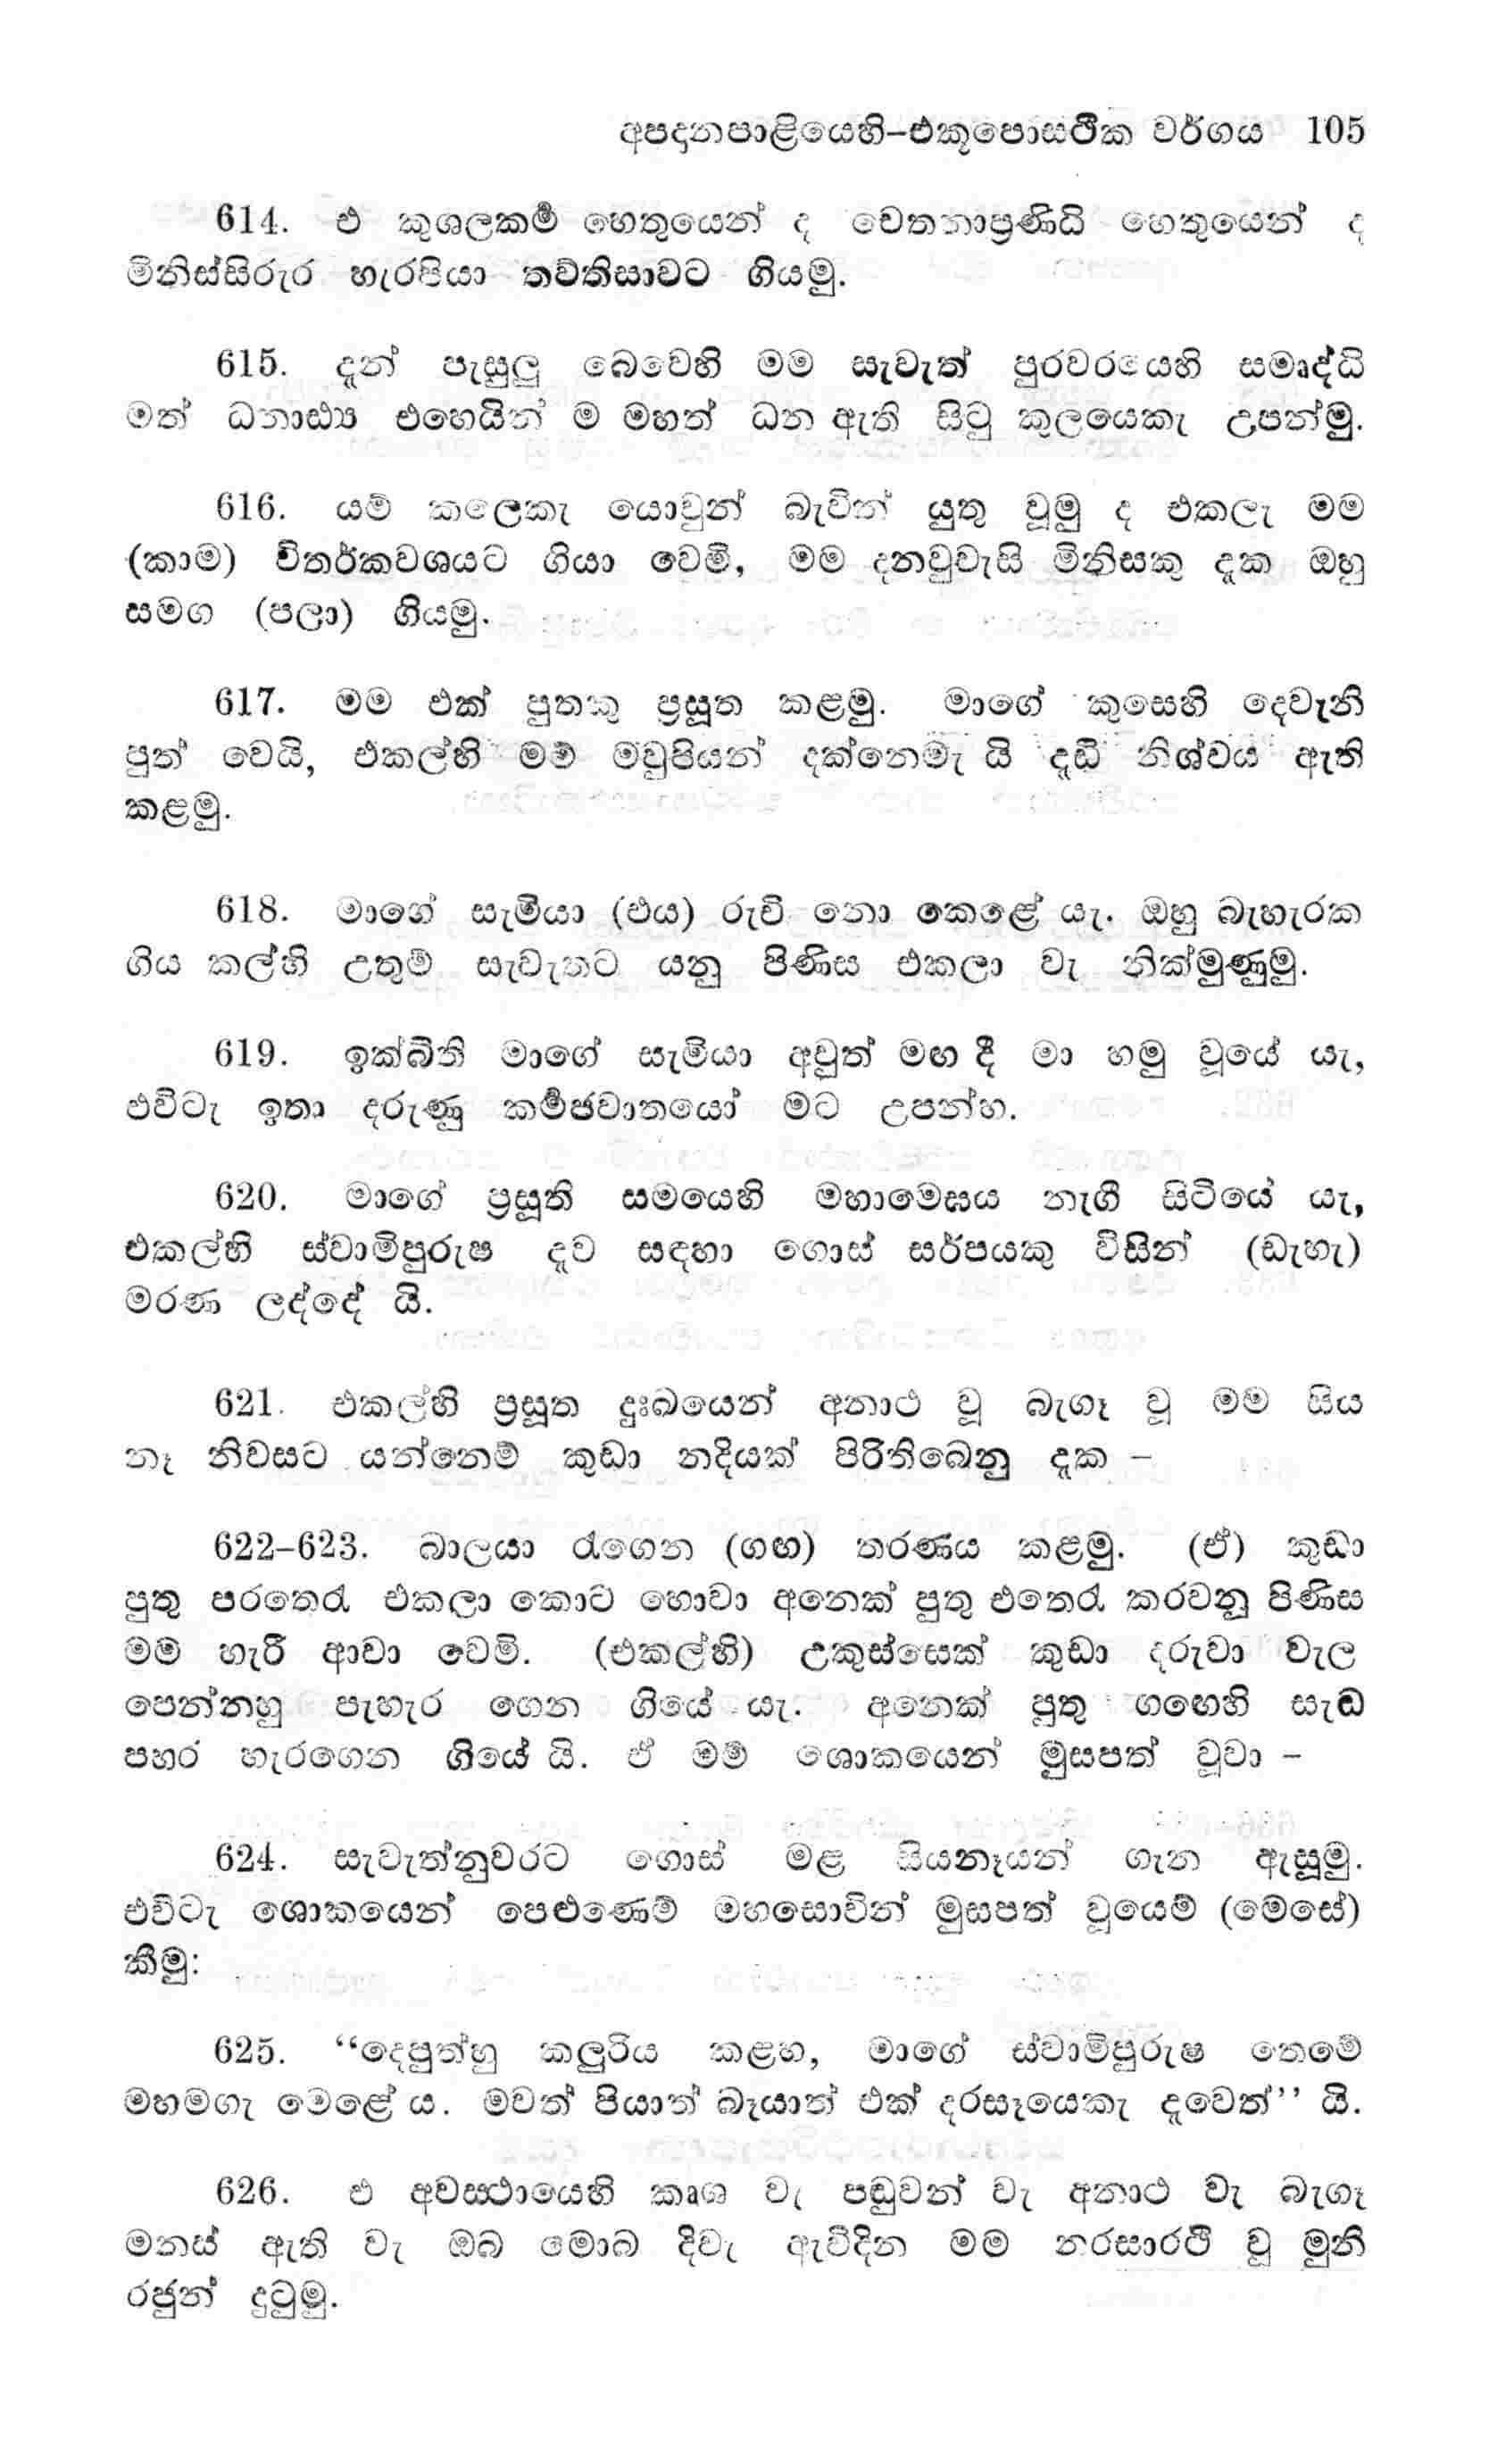 අපදානපාළියෙහි-එකූපොසථික වර්ගය 105
614. එ කුශලකර්‍ම හෙතුයෙන් ද චෙතනාප්‍රණිධි හෙතුයෙන් ද
මිනිස්සිරුර හැරපියා තව්තිසාවට ගියමු.
615. දැන් පැසුලු බෙවෙහි මම සැවැත් පුරවරයෙහි සමෘද්ධි
මත් ධනාඪ්‍ය එහෙයින් ම මහත් ධන ඇති සිටු කුලයෙකැ උපන්මු.
616. යම් කලෙකැ යොවුන් බැවින් යුතු වූමු ද එකලැ මම
(කාම) විතර්කවශයට ගියා වෙමි, මම දනවුවැසි මිනිසකු දැක ඔහු
සමග (පලා) ගියමු.
617. මම එක් පුතකු ප්‍රසූත කළමු. මාගේ කුසෙහි දෙවැනි
පුත් වෙයි, එකල්හි මම් මවුපියන් දක්නෙමැ යි දැඩි නිශ්චය ඇති
කළමු.
618. මාගේ සැමියා (එය) රුචි නො කෙළේ යැ. ඔහු බැහැරක
ගිය කල්හි උතුම් සැවැතට යනු පිණිස එකලා වැ නික්මුණුමු.
619. ඉක්බිති මාගේ සැමියා අවුත් මඟ දී මා හමු වූයේ යැ,
එවිටැ ඉතා දරුණු කර්‍මජවාතයෝ මට උපන්හ.
620. මාගේ ප්‍රසූති සමයෙහි මහාමෙඝය නැගී සිටියේ යැ,
එකල්හි ස්වාමිපුරුෂ දැව සඳහා ගොස් සර්පයකු විසින් (ඩැහැ)
මරණ ලද්දේ යි.
621. එකල්හි ප්‍රසූත දුඃඛයෙන් අනාථ වූ බැගෑ වූ මම සිය
නෑ නිවසට යන්නෙම් කුඩා නදියක් පිරිතිබෙනු දැක –
622-623. බාලයා රැගෙන (ගඟ) තරණය කළමු. (ඒ) කුඩා
පුතු පරතෙරැ එකලා කොට හොවා අනෙක් පුතු එතෙරැ කරවනු පිණිස
මම හැරී ආවා වෙමි. (එකල්හි) උකුස්සෙක් කුඩා දරුවා වැල
පෙන්නහු පැහැර ගෙන ගියේ යැ. අනෙක් පුතු ගඟෙහි සැඬ
පහර හැරගෙන ගියේ යි. ඒ මම් ශොකයෙන් මුසපත් වූවා –
624. සැවැත්නුවරට ගොස් මළ සියනෑයන් ගැන ඇසූමු.
එවිටැ ශොකයෙන් පෙළුණෙම් මහසොවින් මුසපත් වූයෙම් (මෙසේ)
කීමු:
625. “දෙපුත්හු කලුරිය කළහ, මාගේ ස්වාමිපුරුෂ තෙමේ
මහමගැ මෙළේ ය. මවත් පියාත් බෑයාත් එක් දරසෑයෙකැ දැවෙත්’’ යි.
626. එ අවස්ථායෙහි කෘශ වැ පඬුවන් වැ අනාථ වැ බැගෑ
මනස් ඇති වැ ඔබ මොබ දිවැ ඇවිදින මම නරසාරථි වූ මුනි
රජුන් දුටුමු.